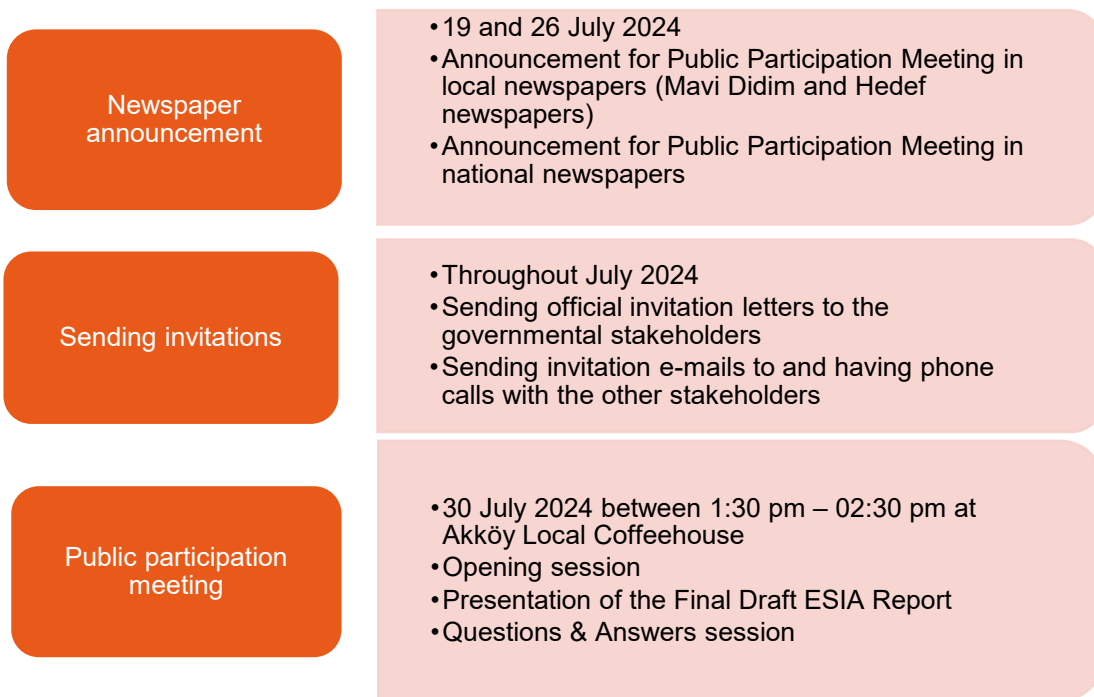 Newspaper
announcement
•19 and 26 July 2024
•Announcement for Public Participation Meeting in
local newspapers (Mavi Didim and Hedef
newspapers)
•Announcement for Public Participation Meeting in
national newspapers
Sending invitations
•Throughout July 2024
•Sending official invitation letters to the
governmental stakeholders
•Sending invitation e-mails to and having phone
calls with the other stakeholders
Public participation
meeting
•30 July 2024 between 1:30 pm – 02:30 pm at
Akköy Local Coffeehouse
•Opening session
•Presentation of the Final Draft ESIA Report
•Questions & Answers session